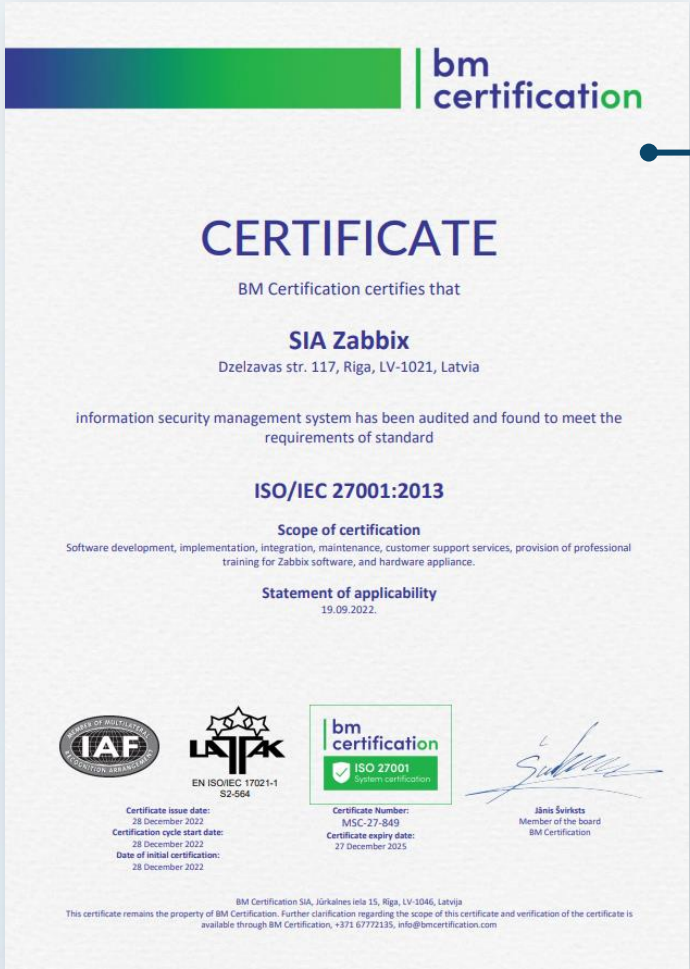 bm
certification
CERTIFICATE
BM Certification certifies that
SIA Zabbix
Dzelzavas str. 117, Riga, LV-1021, Latvia
information security management system has been audited and found to meet the
requirements of standard
ISO/IEC 27001:2013
Scope of certification
Software development, implementation, integration, maintenance, customer support services, provision of professional
training for Zabbix software, and hardware appliance.
Statement of applicability
19.09.2022.
MEMBER OF MULTILATERAL
IAF
RECOGNITION ARRANGEMENT
LATAK
EN ISO/IEC 17021-1
S2-564
bm
certification
ISO 27001
System certification
Certificate issue date:
28 December 2022
Certification cycle start date:
28 December 2022
Date of initial certification:
28 December 2022
Certificate Number:
MSC-27-849
Certificate expiry date:
27 December 2025
Jānis Švirksts
Member of the board
BM Certification
BM Certification SIA, Jūrkalnes iela 15, Rīga, LV-1046, Latvija
This certificate remains the property of BM Certification. Further clarification regarding the scope of this certificate and verification of the certificate is
available through BM Certification, +371 67772135, info@bmcertification.com